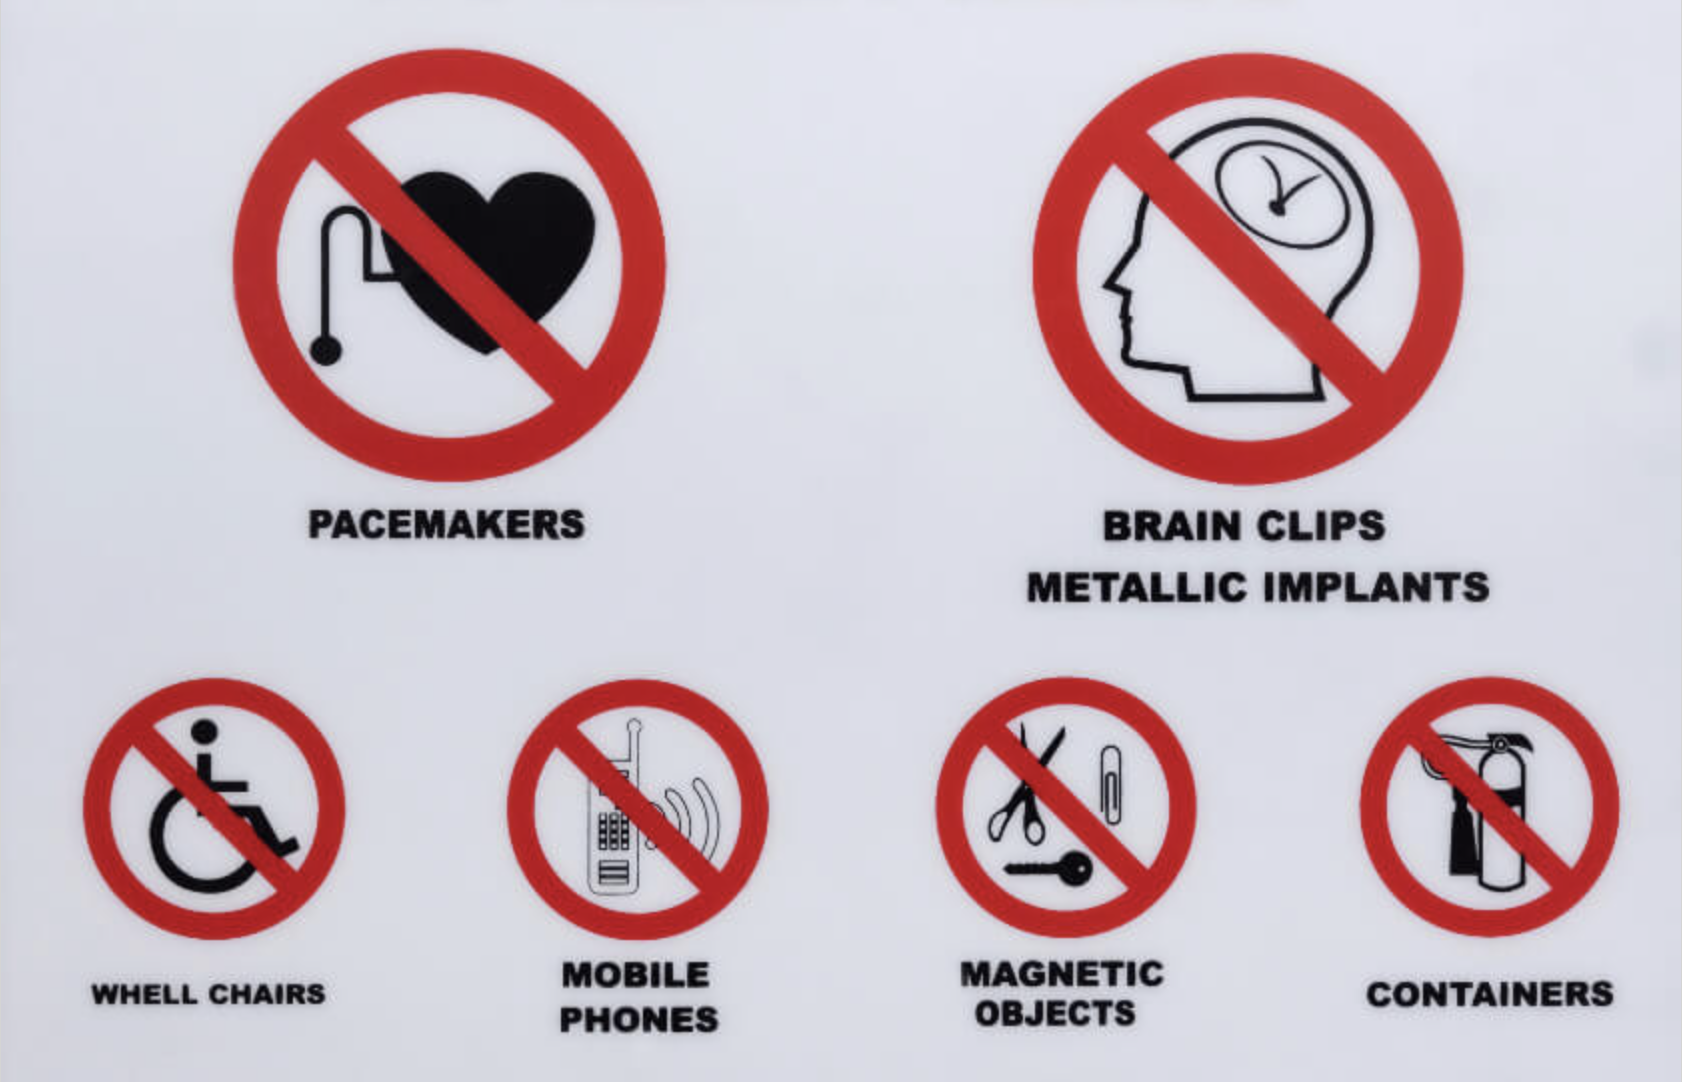 PACEMAKERS
BRAIN CLIPS
METALLIC IMPLANTS
WHELL CHAIRS
MOBILE
PHONES
MAGNETIC
OBJECTS
CONTAINERS